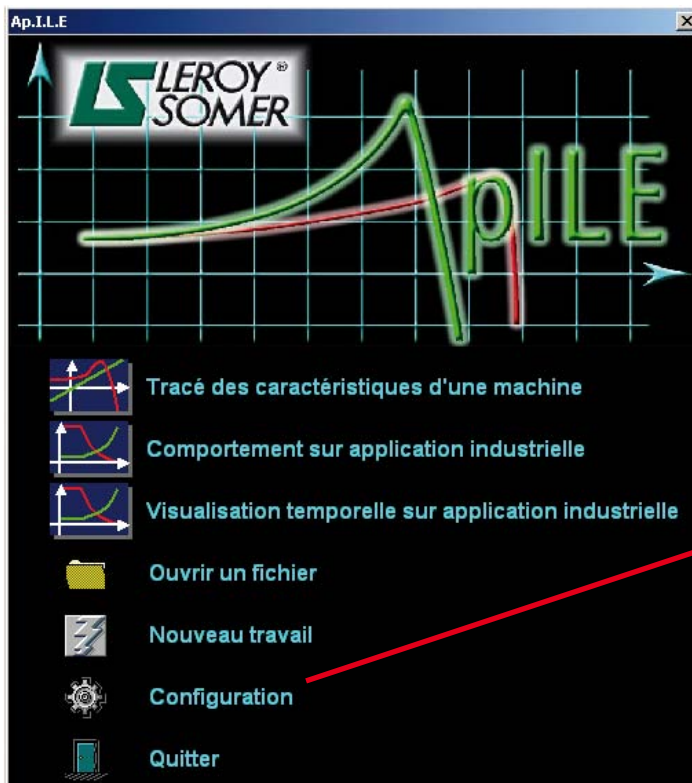 Ap.I.L.E
LEROY®
SOMER
ApILE
Tracé des caractéristiques d'une machine
Comportement sur application industrielle
Visualisation temporelle sur application industrielle
Ouvrir un fichier
Nouveau travail
Configuration
Quitter